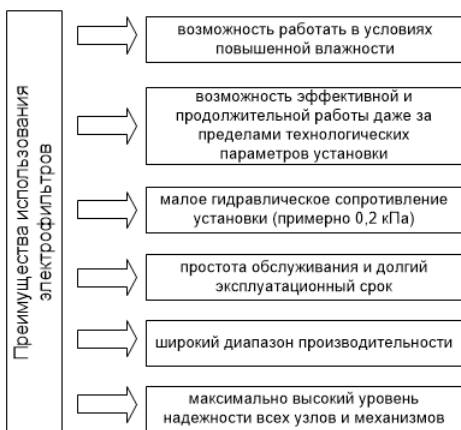 Преимущества использования
электрофильтров
возможность работать в условиях
повышенной влажности
возможность эффективной и
продолжительной работы даже за
пределами технологических
параметров установки
малое гидравлическое сопротивление
установки (примерно 0,2 кПа)
простота обслуживания и долгий
эксплуатационный срок
широкий диапазон производительности
максимально высокий уровень
надежности всех узлов и механизмов